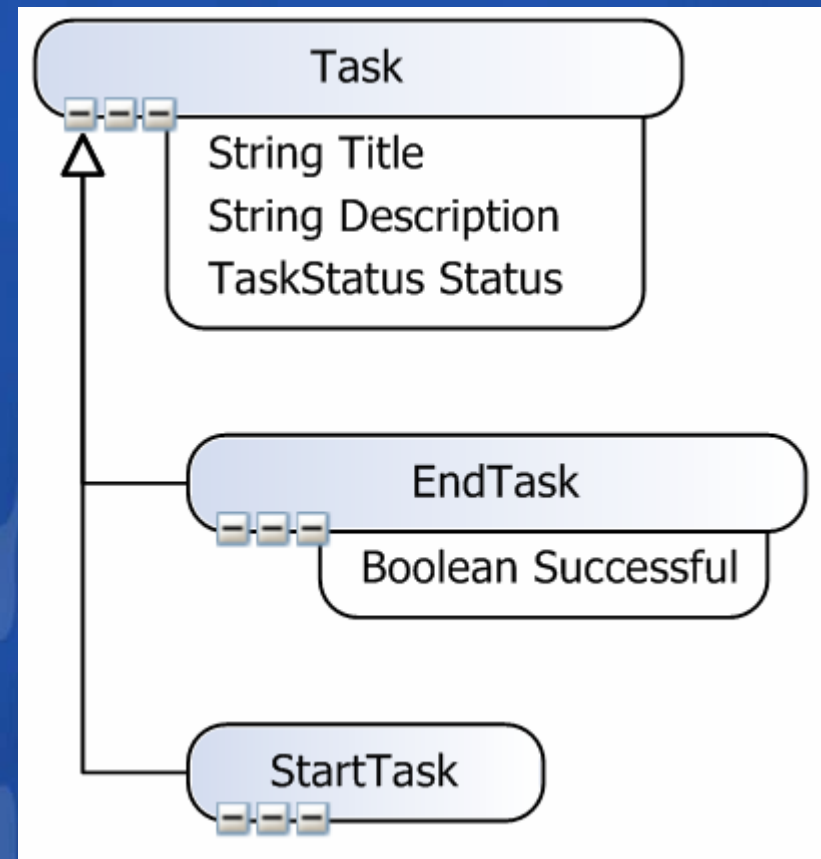 Task
String Title
String Description
TaskStatus Status
EndTask
Boolean Successful
StartTask